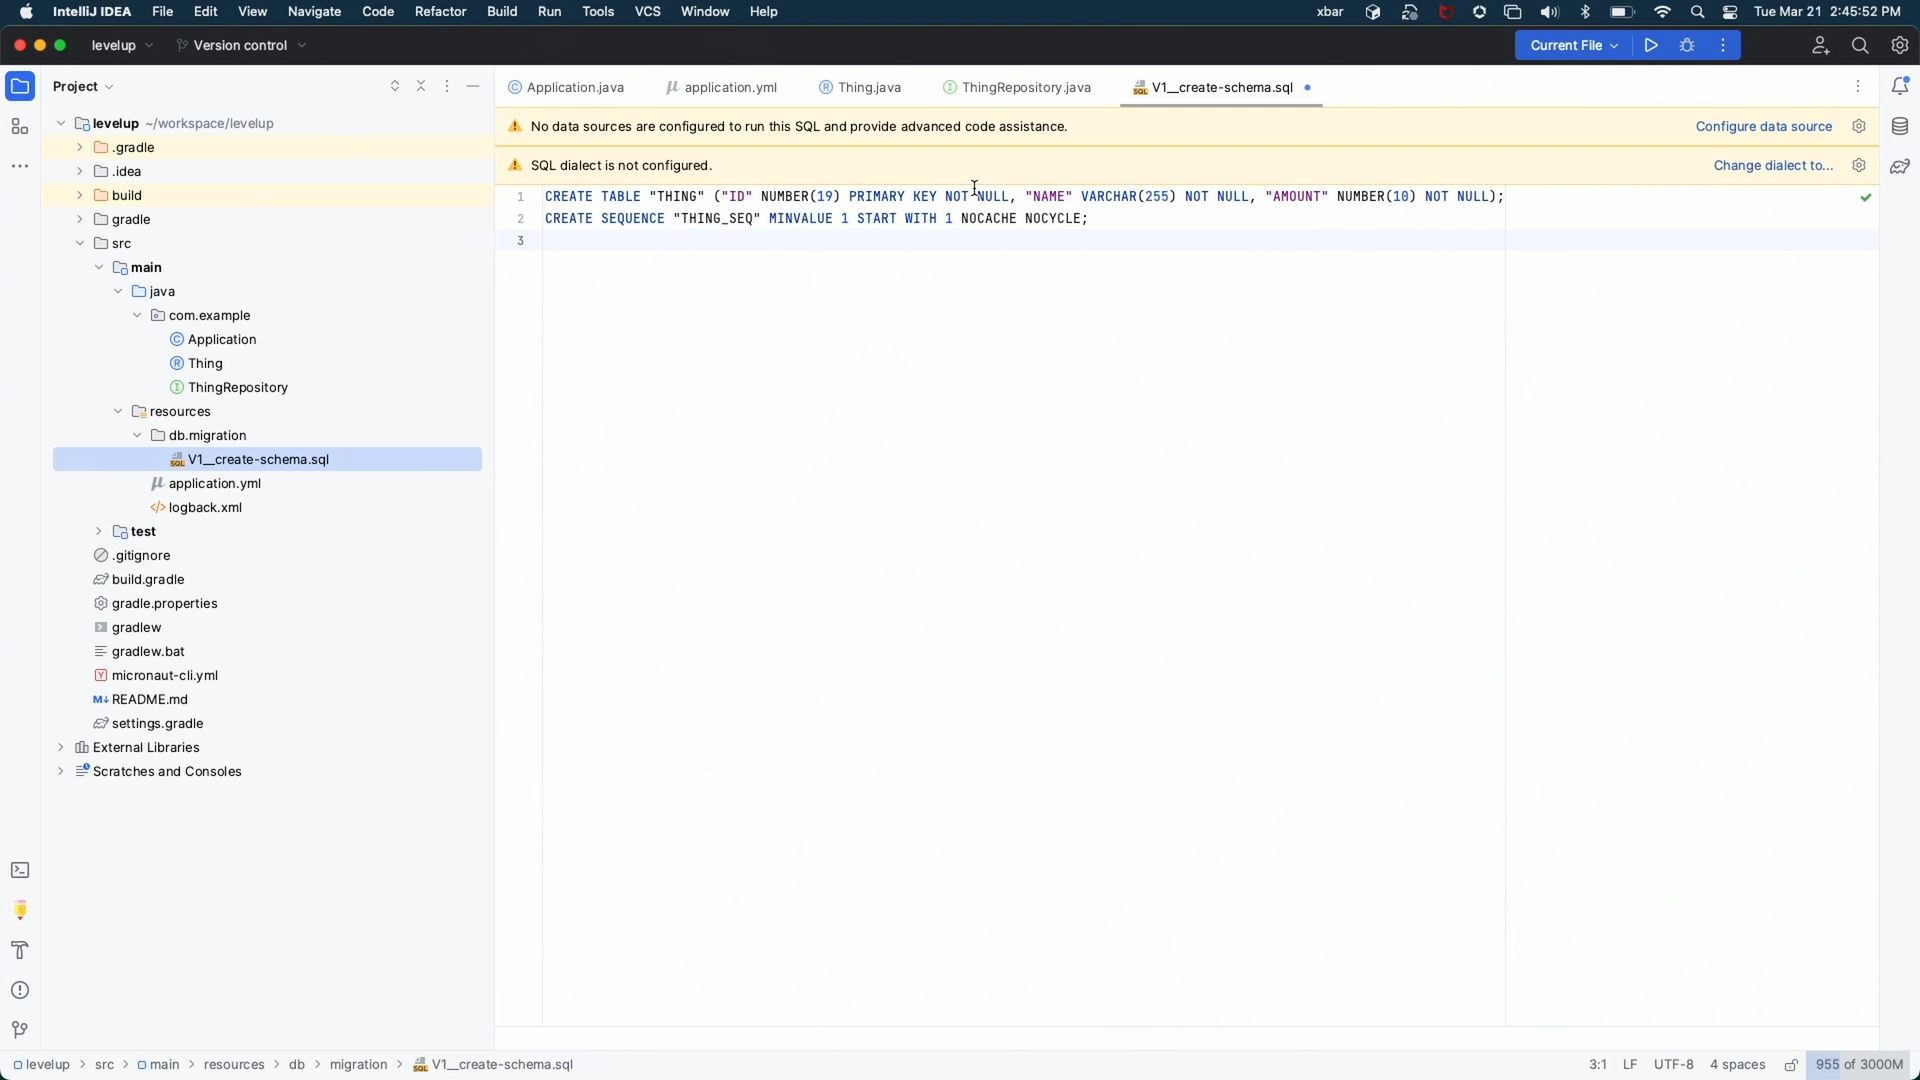 IntelliJ IDEA File Edit View Navigate Code Refactor Build Run Tools VCS Window Help xbar Tue Mar 21 2:45:52 PM
levelup Version control Current File
Project
Application.java application.yml Thing.java ThingRepository.java V1__create-schema.sql
No data sources are configured to run this SQL and provide advanced code assistance. Configure data source
SQL dialect is not configured. Change dialect to...
1 CREATE TABLE "THING" ("ID" NUMBER(19) PRIMARY KEY NOT NULL, "NAME" VARCHAR(255) NOT NULL, "AMOUNT" NUMBER(10) NOT NULL);
2 CREATE SEQUENCE "THING_SEQ" MINVALUE 1 START WITH 1 NOCACHE NOCYCLE;
3
levelup ~/workspace/levelup
.gradle
.idea
build
gradle
src
main
java
com.example
Application
Thing
ThingRepository
resources
db.migration
V1__create-schema.sql
application.yml
logback.xml
test
.gitignore
build.gradle
gradle.properties
gradlew
gradlew.bat
micronaut-cli.yml
README.md
settings.gradle
External Libraries
Scratches and Consoles
levelup > src > main > resources > db > migration > V1__create-schema.sql 3:1 LF UTF-8 4 spaces 955 of 3000M